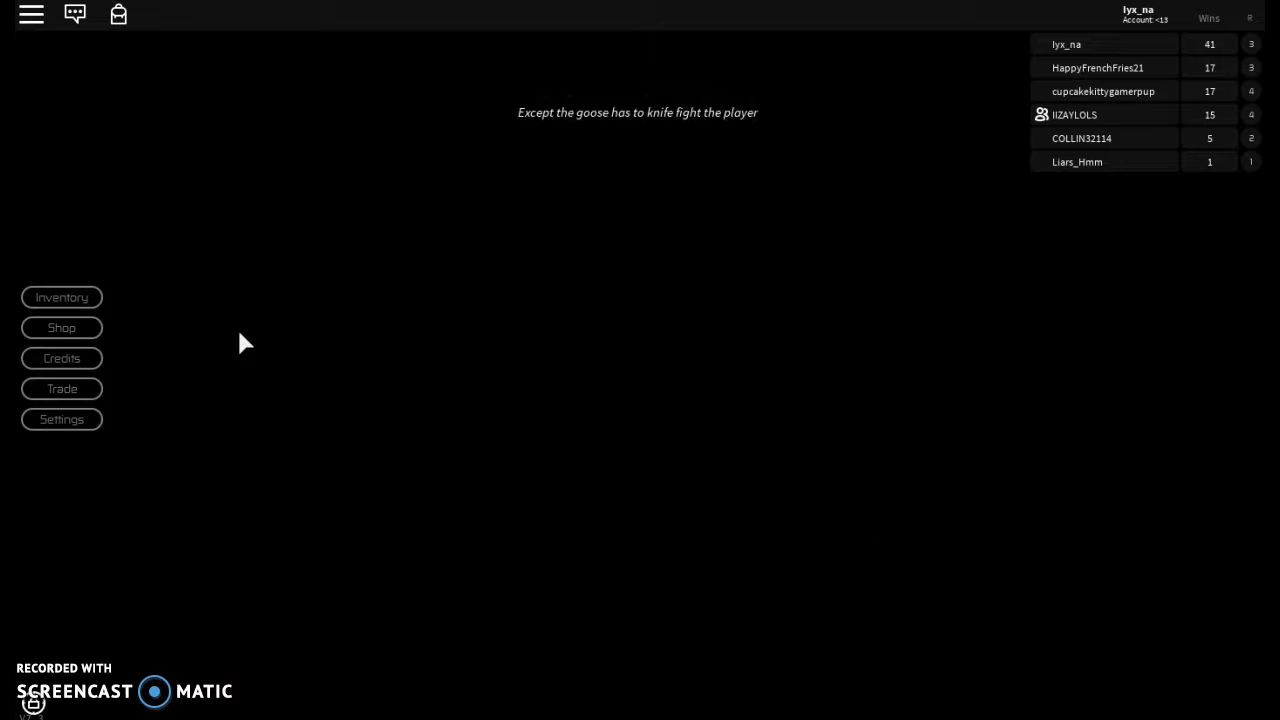 lyx_na
Account: <13
Wins
R
lyx_na 41 3
HappyFrenchFries21 17 3
cupcakekittygamerpup 17 4
IIZAYLOLS 15 4
COLLIN32114 5 2
Liars_Hmm 1 1
Except the goose has to knife fight the player
Inventory
Shop
Credits
Trade
Settings
RECORDED WITH
SCREENCAST MATIC